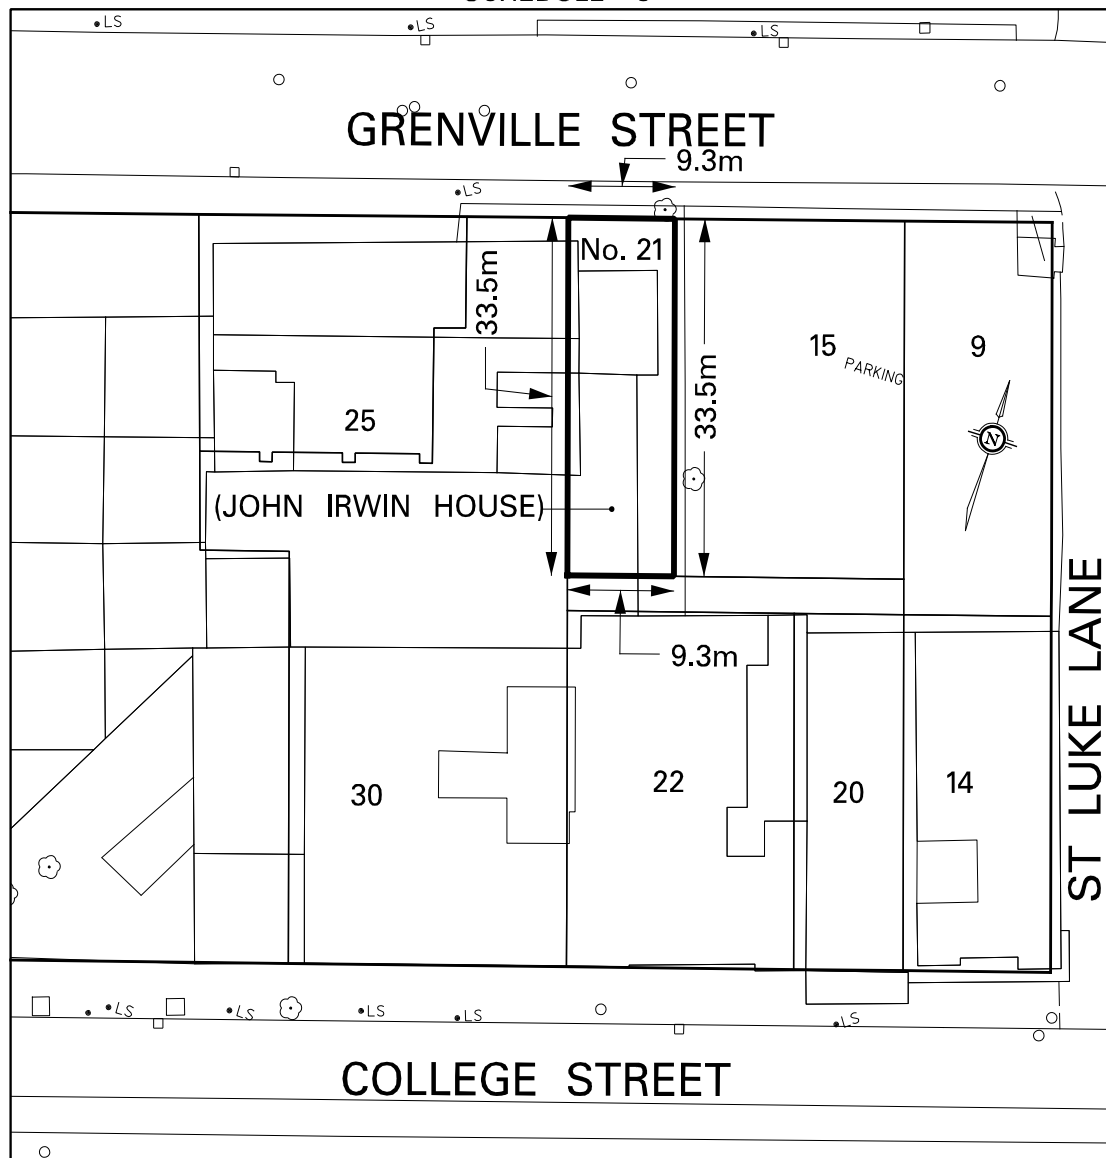 LS
LS
LS
GRENVILLE STREET
9.3m
LS
No. 21
33.5m
15
PARKING
9
33.5m
25
N
(JOHN IRWIN HOUSE)
9.3m
ST LUKE LANE
30
22
20
14
LS
LS
LS
LS
LS
COLLEGE STREET